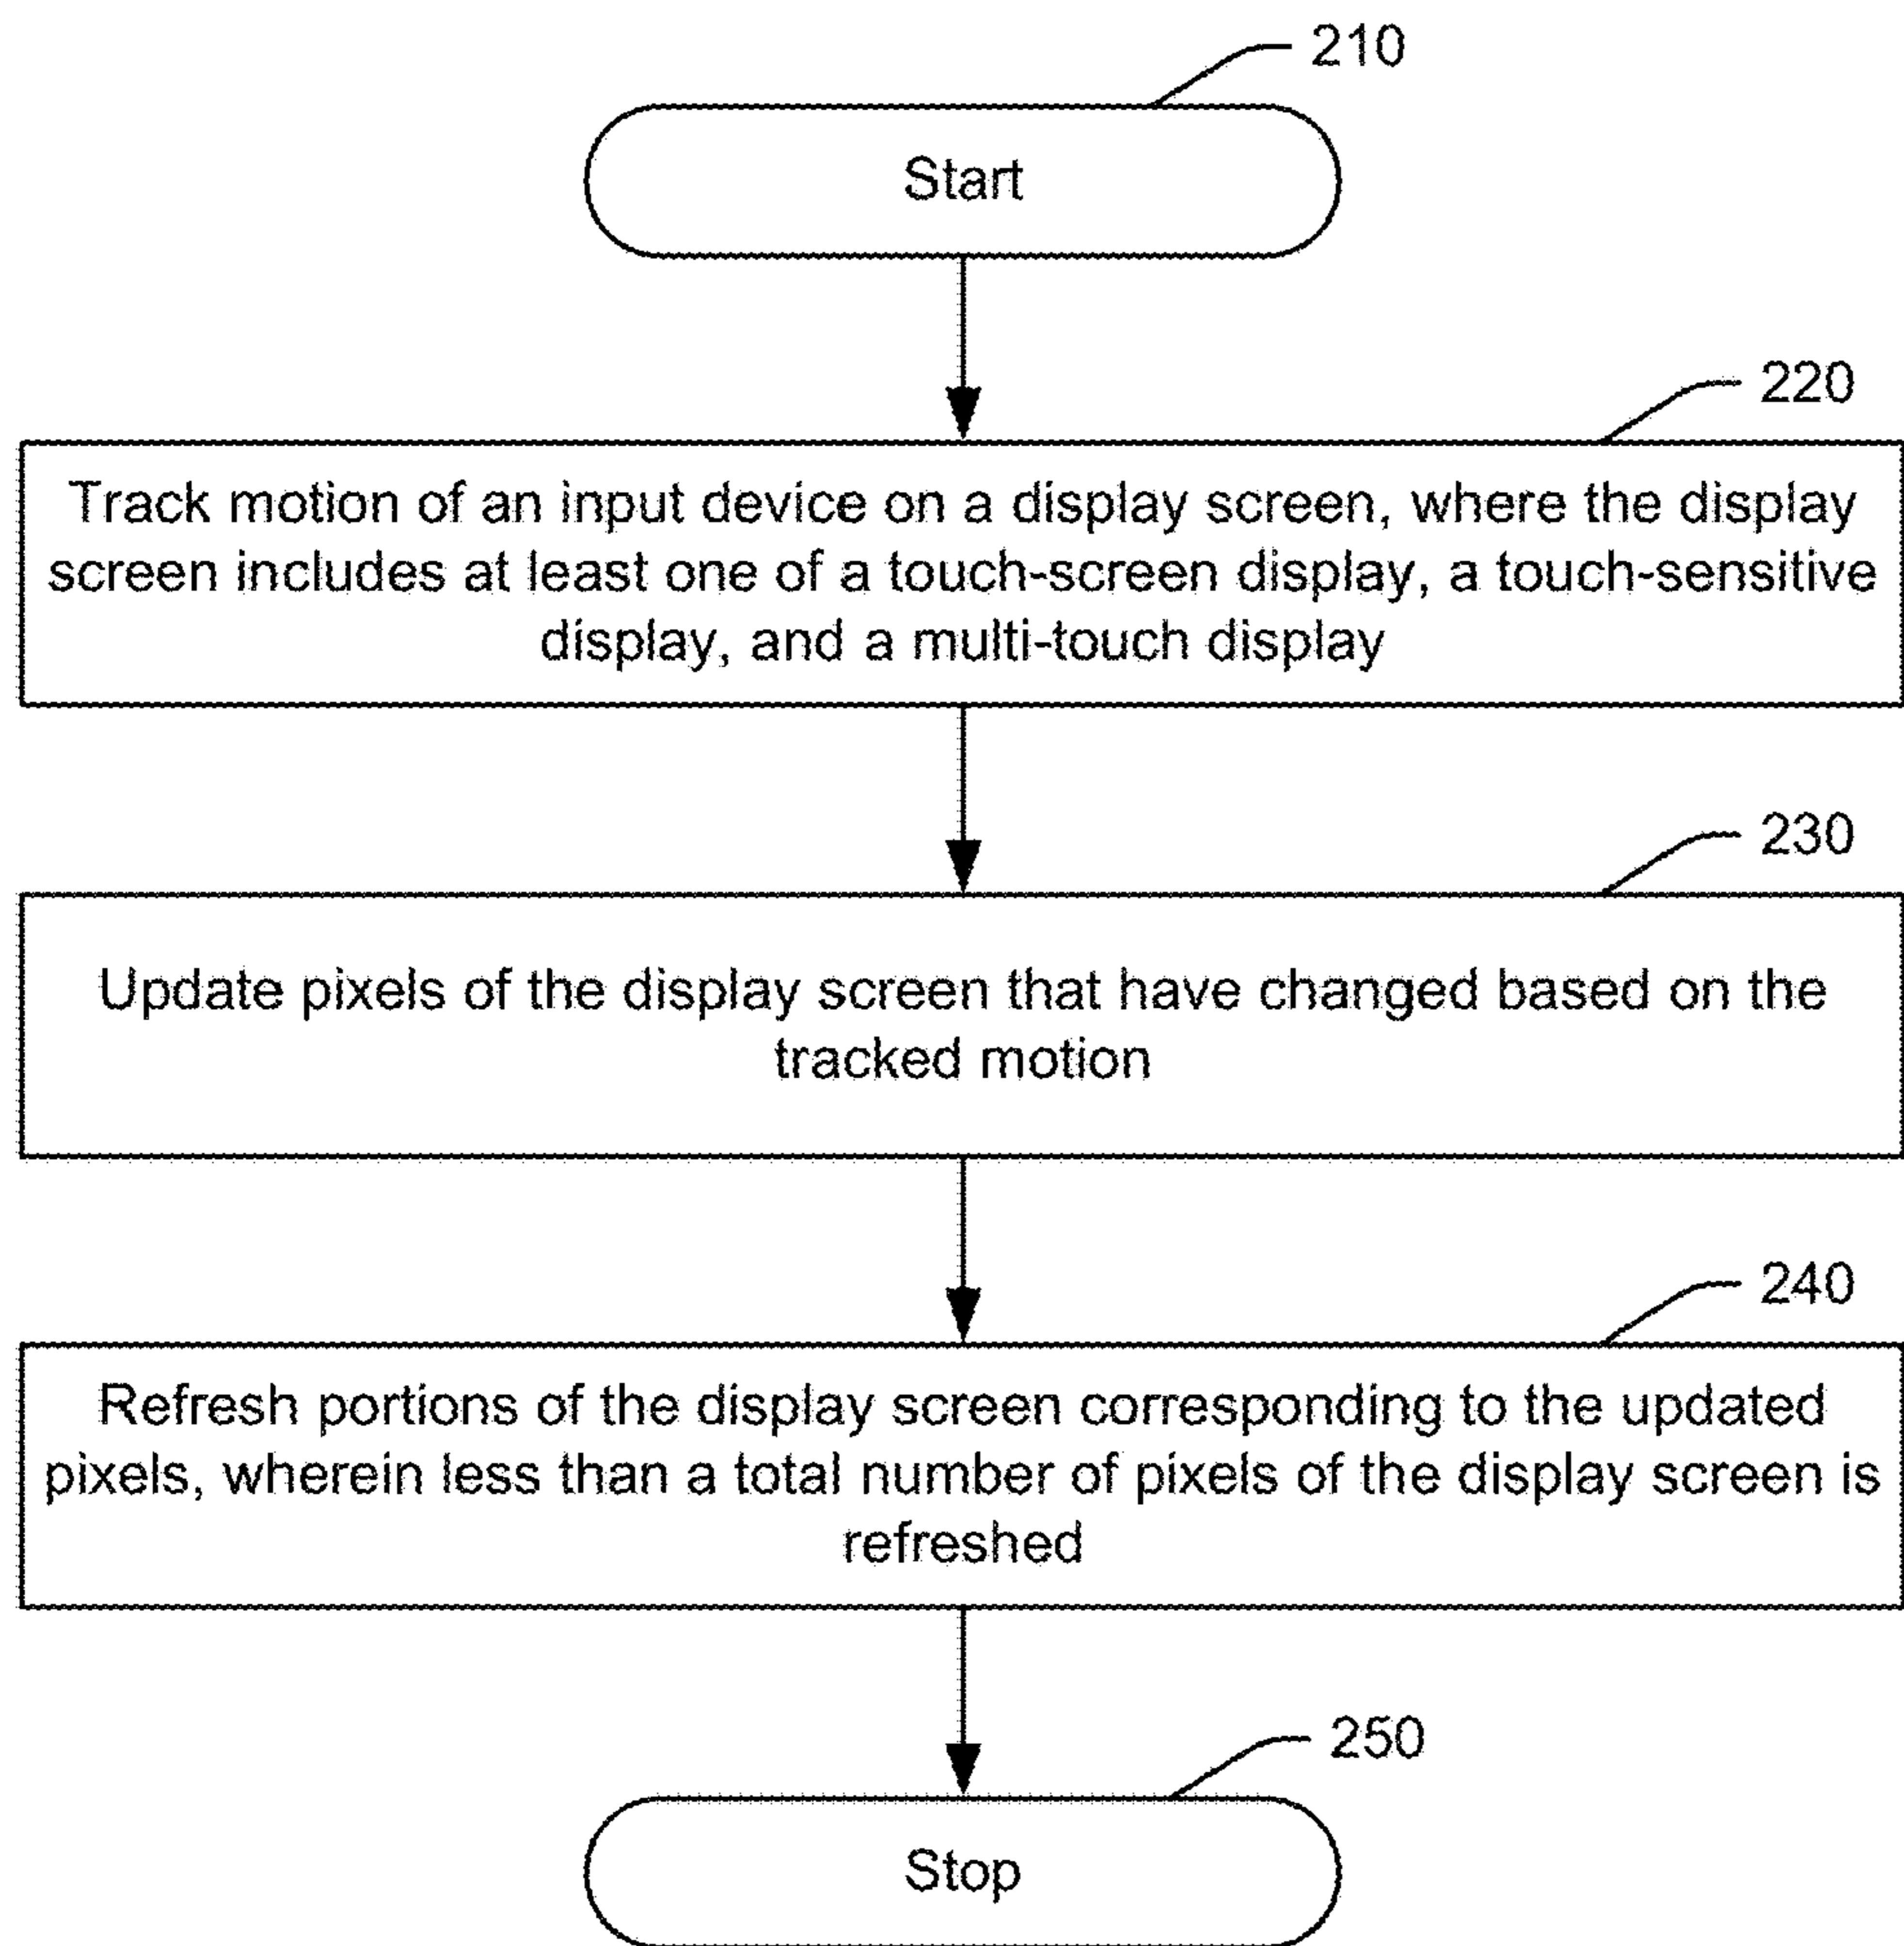 210
Start
220
Track motion of an input device on a display screen, where the display
screen includes at least one of a touch-screen display, a touch-sensitive
display, and a multi-touch display
230
Update pixels of the display screen that have changed based on the
tracked motion
240
Refresh portions of the display screen corresponding to the updated
pixels, wherein less than a total number of pixels of the display screen is
refreshed
250
Stop